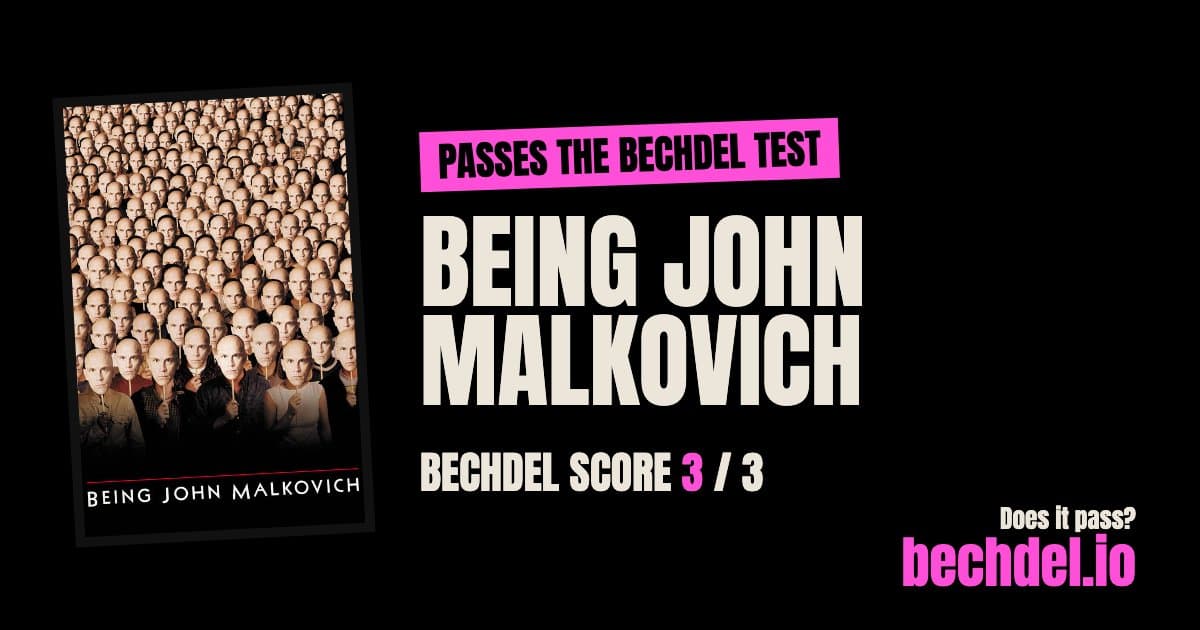 PASSES THE BECHDEL TEST
BEING JOHN
MALKOVICH
BECHDEL SCORE 3 / 3
BEING JOHN MALKOVICH
Does it pass?
bechdel.io